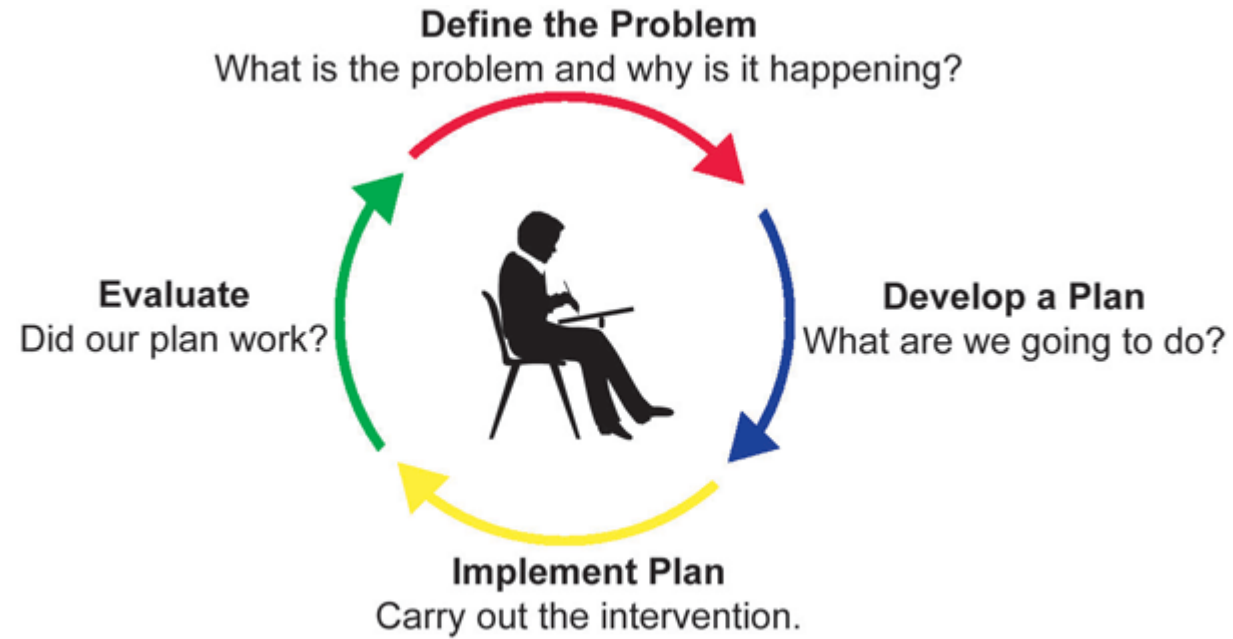 Define the Problem
What is the problem and why is it happening?
Develop a Plan
What are we going to do?
Implement Plan
Carry out the intervention.
Evaluate
Did our plan work?